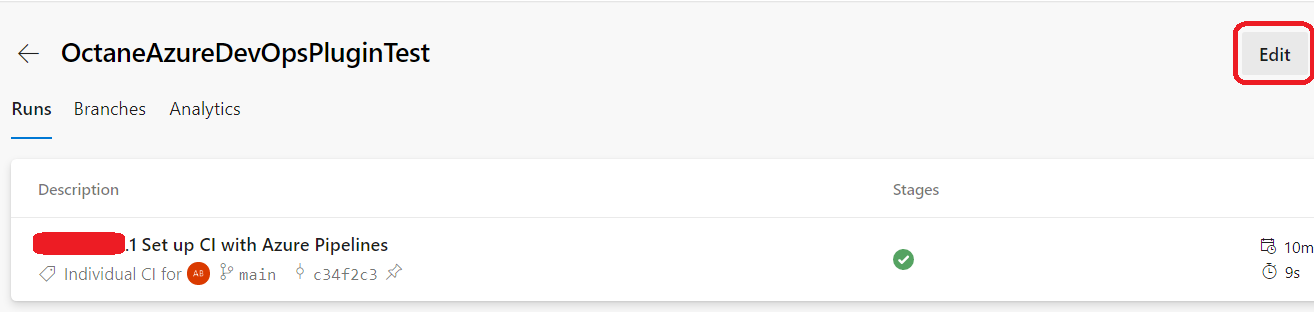 OctaneAzureDevOpsPluginTest
Edit
Runs Branches Analytics
Description Stages
.1 Set up CI with Azure Pipelines
10m
Individual CI for AB main c34f2c3
9s